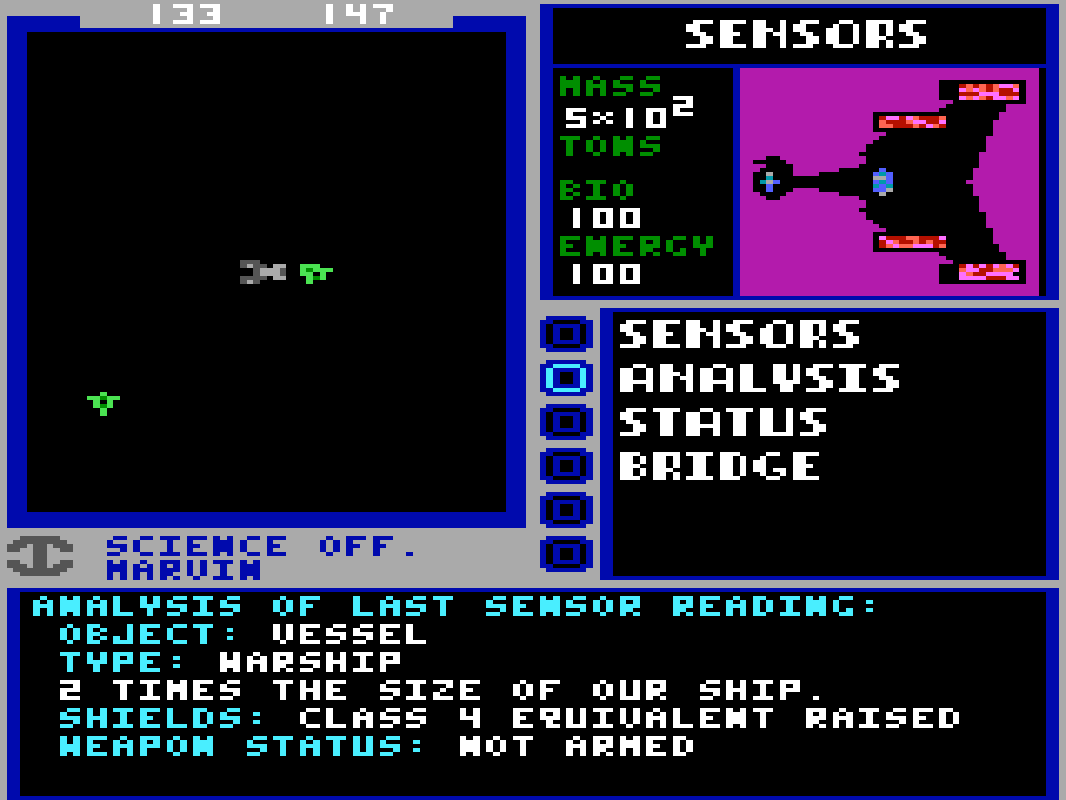 133 147
SENSORS
MASS
5×10²
TONS
BIO
100
ENERGY
100
SENSORS
ANALYSIS
STATUS
BRIDGE
SCIENCE OFF.
MARVIN
ANALYSIS OF LAST SENSOR READING:
OBJECT: VESSEL
TYPE: WARSHIP
2 TIMES THE SIZE OF OUR SHIP.
SHIELDS: CLASS 4 EQUIVALENT RAISED
WEAPON STATUS: NOT ARMED